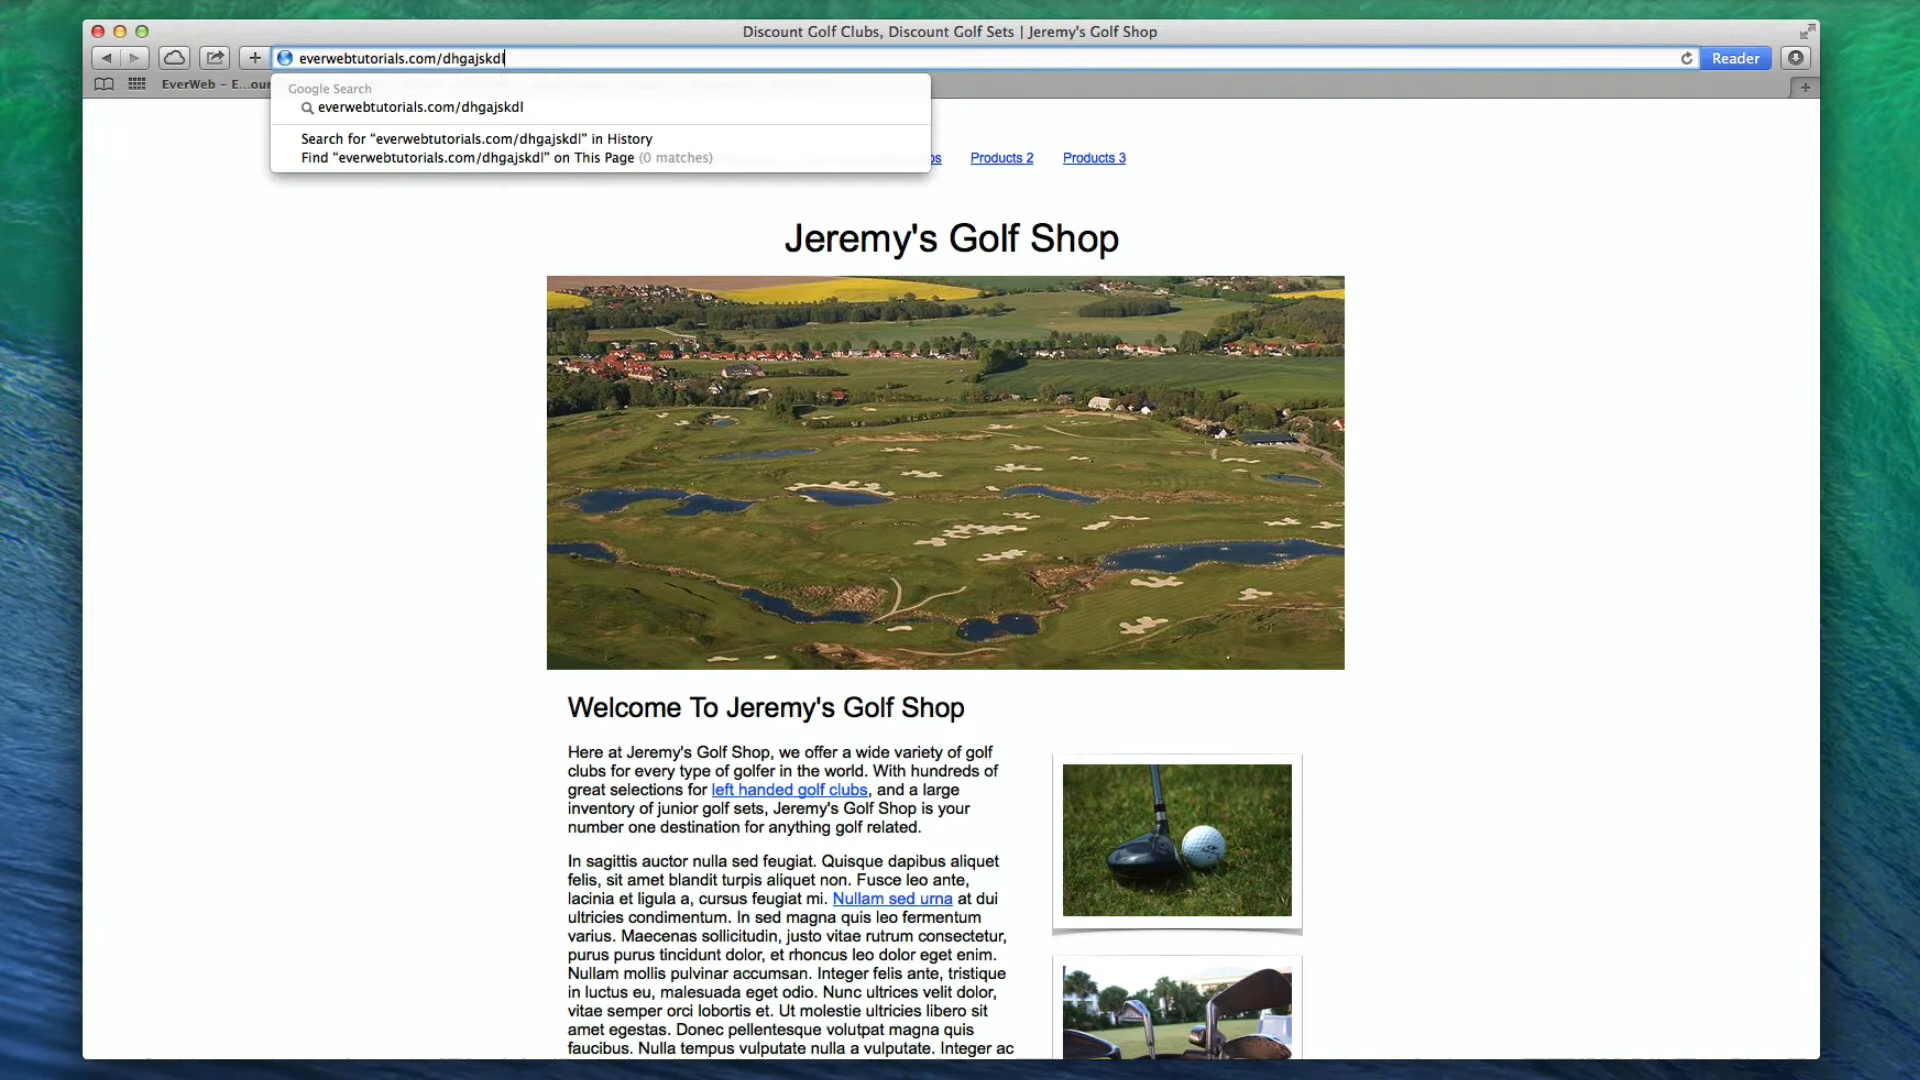 Discount Golf Clubs, Discount Golf Sets | Jeremy's Golf Shop
everwebtutorials.com/dhgajskdl
Reader
EverWeb – E...our
Google Search
everwebtutorials.com/dhgajskdl
Search for “everwebtutorials.com/dhgajskdl” in History
Find “everwebtutorials.com/dhgajskdl” on This Page (0 matches)
Products 2
Products 3
Jeremy's Golf Shop
Welcome To Jeremy's Golf Shop
Here at Jeremy's Golf Shop, we offer a wide variety of golf
clubs for every type of golfer in the world. With hundreds of
great selections for left handed golf clubs, and a large
inventory of junior golf sets, Jeremy's Golf Shop is your
number one destination for anything golf related.
In sagittis auctor nulla sed feugiat. Quisque dapibus aliquet
felis, sit amet blandit turpis aliquet non. Fusce leo ante,
lacinia et ligula a, cursus feugiat mi. Nullam sed urna at dui
ultricies condimentum. In sed magna quis leo fermentum
varius. Maecenas sollicitudin, justo vitae rutrum consectetur,
purus purus tincidunt dolor, et rhoncus leo dolor eget enim.
Nullam mollis pulvinar accumsan. Integer felis ante, tristique
in luctus eu, malesuada eget odio. Nunc ultrices velit dolor,
vitae semper orci lobortis et. Ut molestie ultricies libero sit
amet egestas. Donec pellentesque volutpat magna quis
faucibus. Nulla tempus vulputate nulla a vulputate. Integer ac